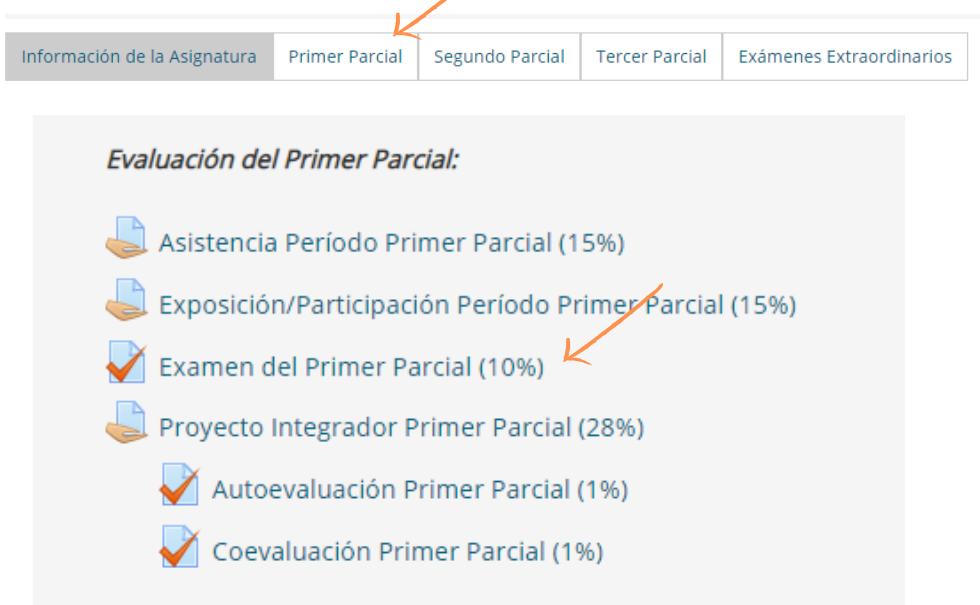 Información de la Asignatura Primer Parcial Segundo Parcial Tercer Parcial Exámenes Extraordinarios
Evaluación del Primer Parcial:
Asistencia Período Primer Parcial (15%)
Exposición/Participación Período Primer Parcial (15%)
Examen del Primer Parcial (10%)
Proyecto Integrador Primer Parcial (28%)
Autoevaluación Primer Parcial (1%)
Coevaluación Primer Parcial (1%)